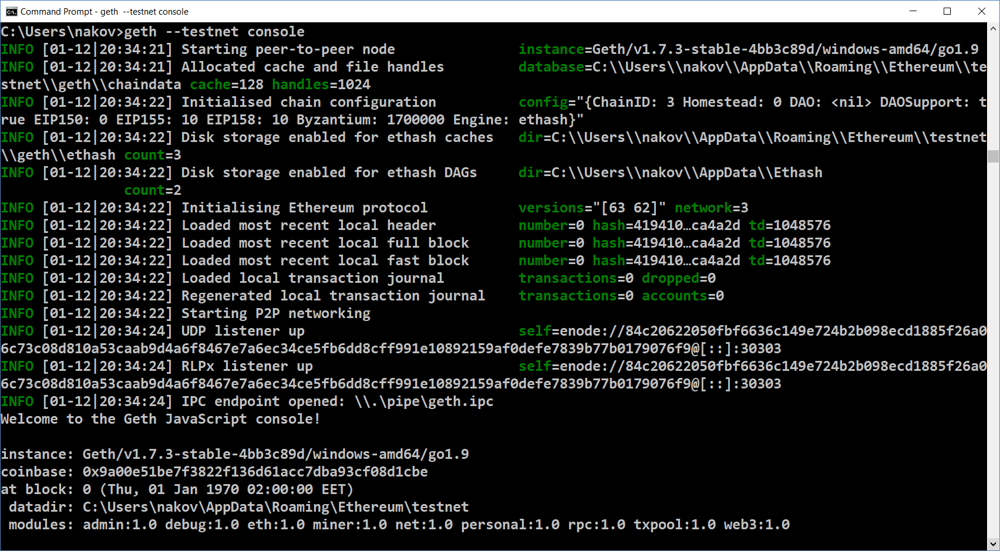 Command Prompt - geth  --testnet console
C:\Users\nakov>geth --testnet console
INFO [01-12|20:34:21] Starting peer-to-peer node               instance=Geth/v1.7.3-stable-4bb3c89d/windows-amd64/go1.9
INFO [01-12|20:34:21] Allocated cache and file handles         database=C:\\Users\\nakov\\AppData\\Roaming\\Ethereum\\te
stnet\\geth\\chaindata cache=128 handles=1024
INFO [01-12|20:34:22] Initialised chain configuration          config="{ChainID: 3 Homestead: 0 DAO: <nil> DAOSupport: t
rue EIP150: 0 EIP155: 10 EIP158: 10 Byzantium: 1700000 Engine: ethash}"
INFO [01-12|20:34:22] Disk storage enabled for ethash caches   dir=C:\\Users\\nakov\\AppData\\Roaming\\Ethereum\\testnet
\\geth\\ethash count=3
INFO [01-12|20:34:22] Disk storage enabled for ethash DAGs     dir=C:\\Users\\nakov\\AppData\\Ethash
               count=2
INFO [01-12|20:34:22] Initialising Ethereum protocol           versions="[63 62]" network=3
INFO [01-12|20:34:22] Loaded most recent local header          number=0 hash=419410…ca4a2d td=1048576
INFO [01-12|20:34:22] Loaded most recent local full block      number=0 hash=419410…ca4a2d td=1048576
INFO [01-12|20:34:22] Loaded most recent local fast block      number=0 hash=419410…ca4a2d td=1048576
INFO [01-12|20:34:22] Loaded local transaction journal         transactions=0 dropped=0
INFO [01-12|20:34:22] Regenerated local transaction journal    transactions=0 accounts=0
INFO [01-12|20:34:22] Starting P2P networking
INFO [01-12|20:34:24] UDP listener up                          self=enode://84c20622050fbf6636c149e724b2b098ecd1885f26a0
6c73c08d810a53caab9d4a6f8467e7a6ec34ce5fb6dd8cff991e10892159af0defe7839b77b0179076f9@[::]:30303
INFO [01-12|20:34:24] RLPx listener up                         self=enode://84c20622050fbf6636c149e724b2b098ecd1885f26a0
6c73c08d810a53caab9d4a6f8467e7a6ec34ce5fb6dd8cff991e10892159af0defe7839b77b0179076f9@[::]:30303
INFO [01-12|20:34:24] IPC endpoint opened: \\.\pipe\geth.ipc
Welcome to the Geth JavaScript console!
instance: Geth/v1.7.3-stable-4bb3c89d/windows-amd64/go1.9
coinbase: 0x9a00e51be7f3822f136d61acc7dba93cf08d1cbe
at block: 0 (Thu, 01 Jan 1970 02:00:00 EET)
 datadir: C:\Users\nakov\AppData\Roaming\Ethereum\testnet
 modules: admin:1.0 debug:1.0 eth:1.0 miner:1.0 net:1.0 personal:1.0 rpc:1.0 txpool:1.0 web3:1.0